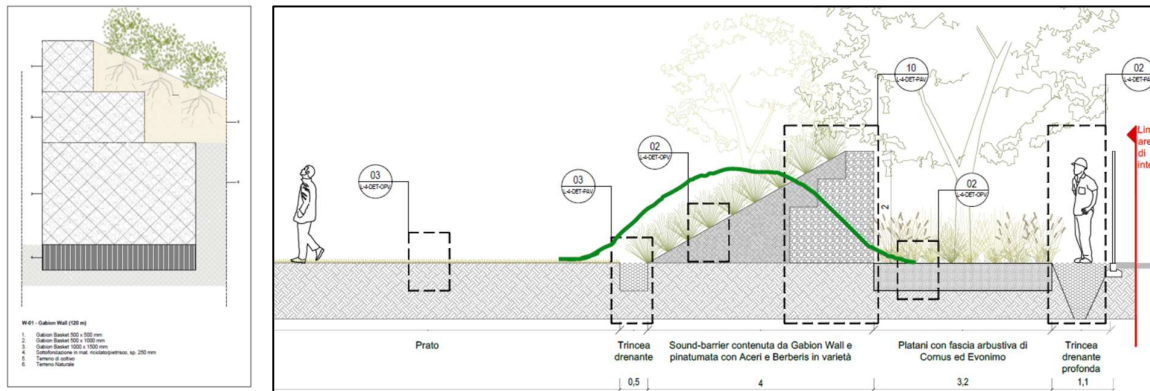 W-01 - Gabion Wall (120 m)
1. Gabion Basket 500 x 500 mm
2. Gabion Basket 500 x 1000 mm
3. Gabion Basket 1000 x 1500 mm
4. Sottofondazione in mat. riciclato/pietrisco, sp. 250 mm
5. Terreno di coltivo
6. Terreno Naturale
03
L-4-DET-OPV
03
L-4-DET-PAV
02
L-4-DET-OPV
10
L-4-DET-PAV
02
L-4-DET-OPV
02
L-4-DET-PAV
2
Prato
Trincea
drenante
Sound-barrier contenuta da Gabion Wall e
pinatumata con Aceri e Berberis in varietà
Platani con fascia arbustiva di
Cornus ed Evonimo
Trincea
drenante
profonda
0,5
4
3,2
1,1